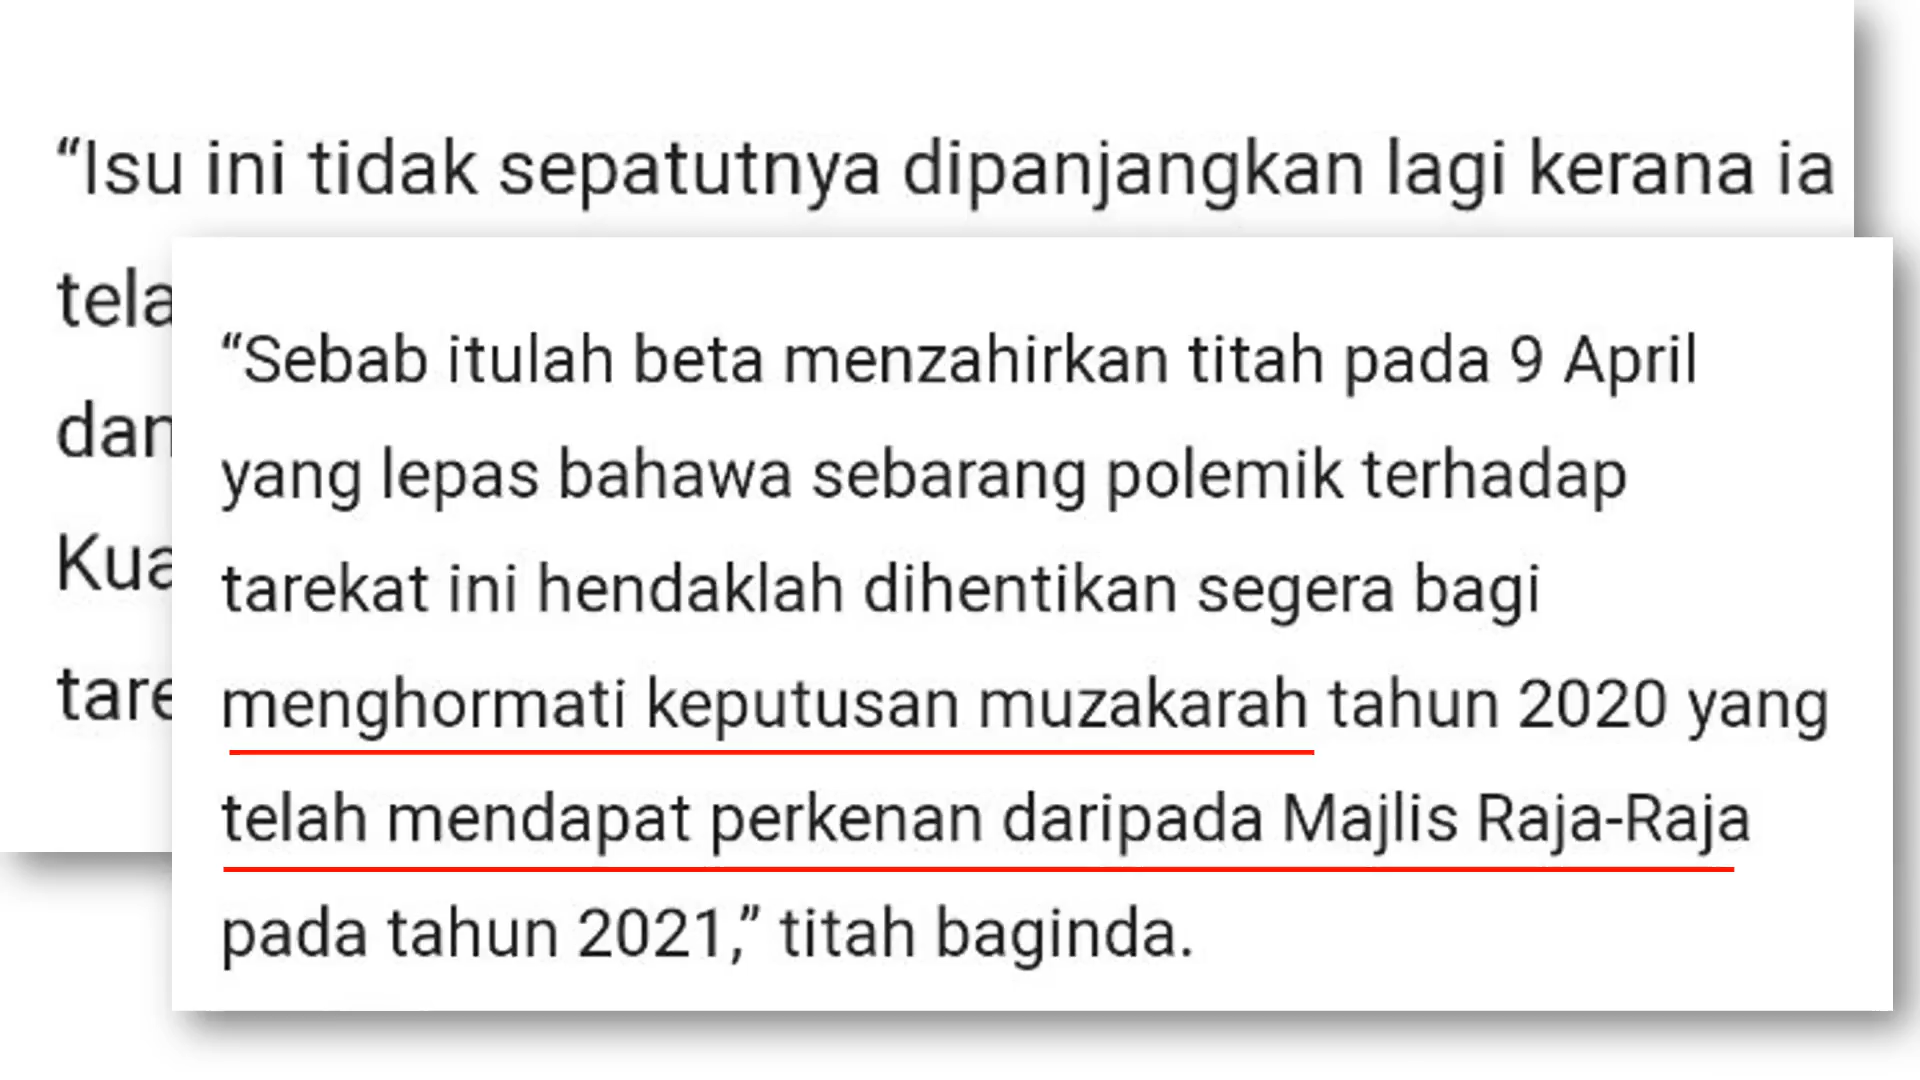 “Isu ini tidak sepatutnya dipanjangkan lagi kerana ia
“Sebab itulah beta menzahirkan titah pada 9 April
yang lepas bahawa sebarang polemik terhadap
tarekat ini hendaklah dihentikan segera bagi
menghormati keputusan muzakarah tahun 2020 yang
telah mendapat perkenan daripada Majlis Raja-Raja
pada tahun 2021,” titah baginda.